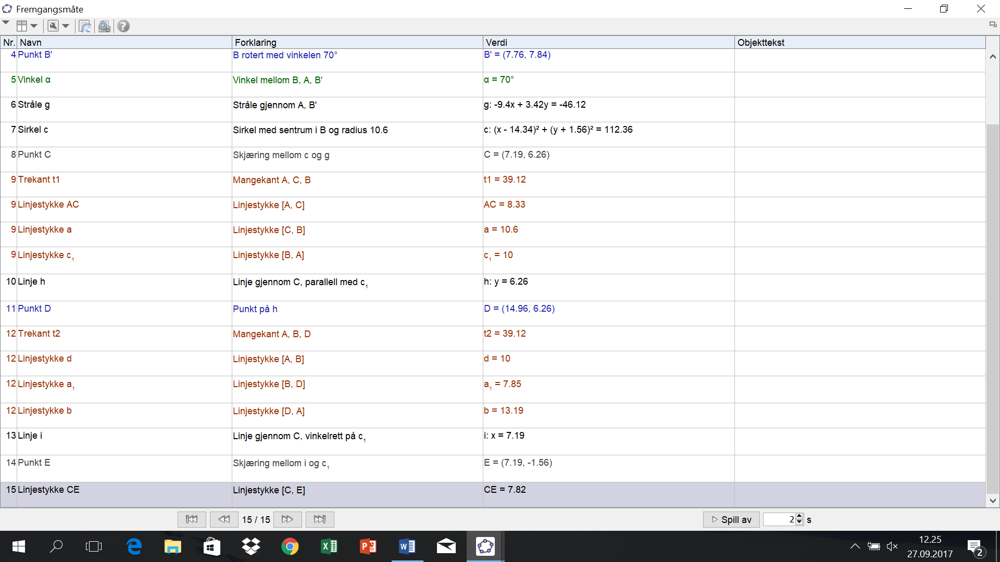 Fremgangsmåte
Nr. Navn Forklaring Verdi Objekttekst
4 Punkt B' B rotert med vinkelen 70° B' = (7.76, 7.84)
5 Vinkel α Vinkel mellom B, A, B' α = 70°
6 Stråle g Stråle gjennom A, B' g: -9.4x + 3.42y = -46.12
7 Sirkel c Sirkel med sentrum i B og radius 10.6 c: (x - 14.34)² + (y + 1.56)² = 112.36
8 Punkt C Skjæring mellom c og g C = (7.19, 6.26)
9 Trekant t1 Mangekant A, C, B t1 = 39.12
9 Linjestykke AC Linjestykke [A, C] AC = 8.33
9 Linjestykke a Linjestykke [C, B] a = 10.6
9 Linjestykke c₁ Linjestykke [B, A] c₁ = 10
10 Linje h Linje gjennom C, parallell med c₁ h: y = 6.26
11 Punkt D Punkt på h D = (14.96, 6.26)
12 Trekant t2 Mangekant A, B, D t2 = 39.12
12 Linjestykke d Linjestykke [A, B] d = 10
12 Linjestykke a₁ Linjestykke [B, D] a₁ = 7.85
12 Linjestykke b Linjestykke [D, A] b = 13.19
13 Linje i Linje gjennom C, vinkelrett på c₁ i: x = 7.19
14 Punkt E Skjæring mellom i og c₁ E = (7.19, -1.56)
15 Linjestykke CE Linjestykke [C, E] CE = 7.82
15 / 15 Spill av 2 s
12.25
27.09.2017
2